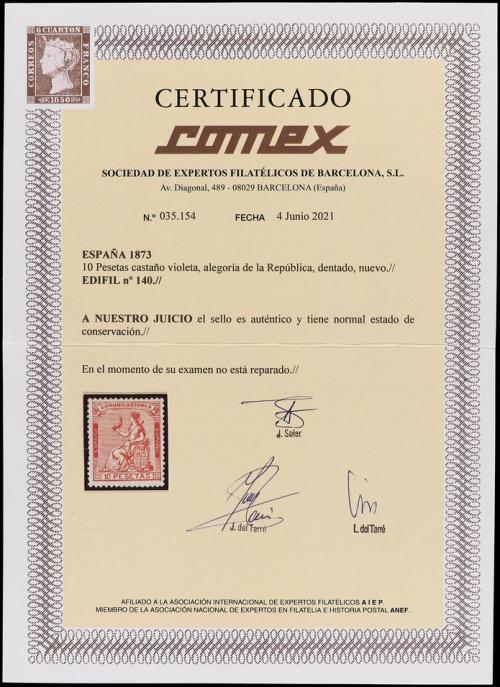 6 CUARTOS
CORREOS
FRANCO
1850
CERTIFICADO
comex
SOCIEDAD DE EXPERTOS FILATÉLICOS DE BARCELONA, S.L.
Av. Diagonal, 489 - 08029 BARCELONA (España)
N.º 035.154 FECHA 4 Junio 2021
ESPAÑA 1873
10 Pesetas castaño violeta, alegoría de la República, dentado, nuevo.//
EDIFIL nº 140.//
A NUESTRO JUICIO el sello es auténtico y tiene normal estado de
conservación.//
En el momento de su examen no está reparado.//
COMUNICACIONES
10 PESETAS
J. Soler
J. del Tarré
L. del Tarré
AFILIADO A LA ASOCIACIÓN INTERNACIONAL DE EXPERTOS FILATÉLICOS A I E P.
MIEMBRO DE LA ASOCIACIÓN NACIONAL DE EXPERTOS EN FILATELIA E HISTORIA POSTAL ANEF.